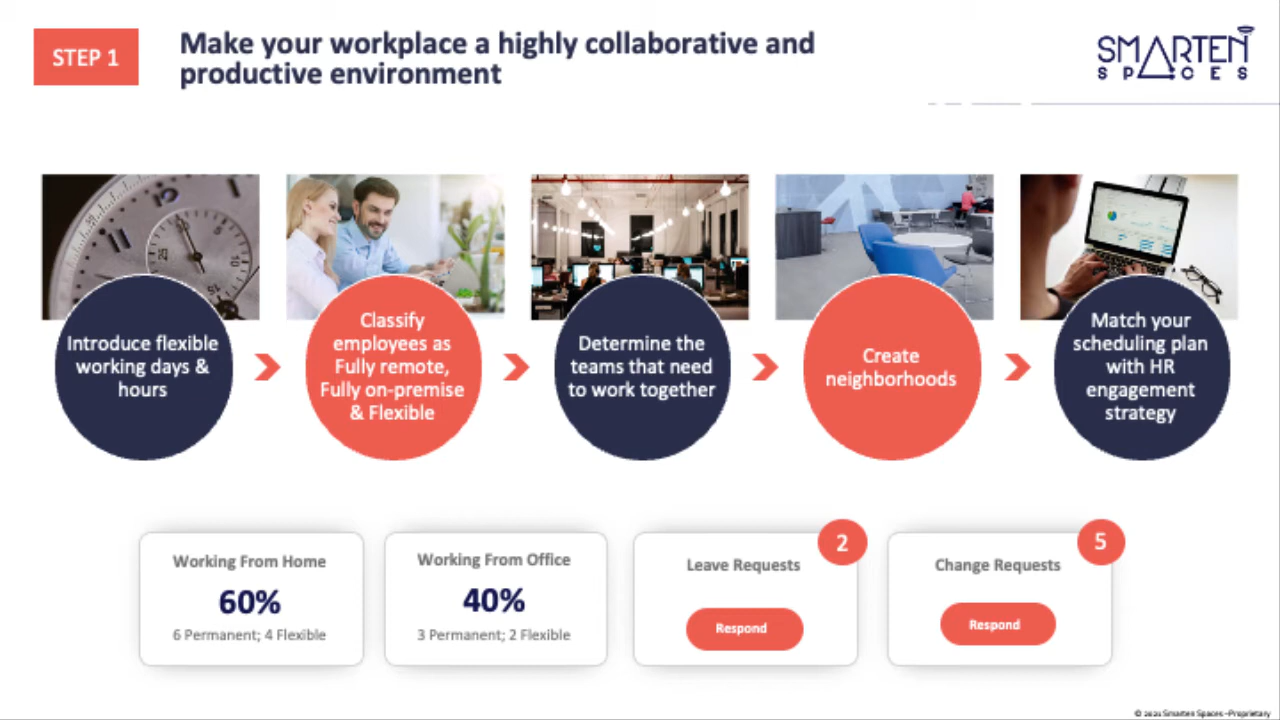 STEP 1
Make your workplace a highly collaborative and
productive environment
SMARTEN
SPACES
Introduce flexible
working days &
hours
Classify
employees as
Fully remote,
Fully on-premise
& Flexible
Determine the
teams that need
to work together
Create
neighborhoods
Match your
scheduling plan
with HR
engagement
strategy
Working From Home
60%
6 Permanent; 4 Flexible
Working From Office
40%
3 Permanent; 2 Flexible
2
Leave Requests
Respond
5
Change Requests
Respond
© 2021 Smarten Spaces -Proprietary